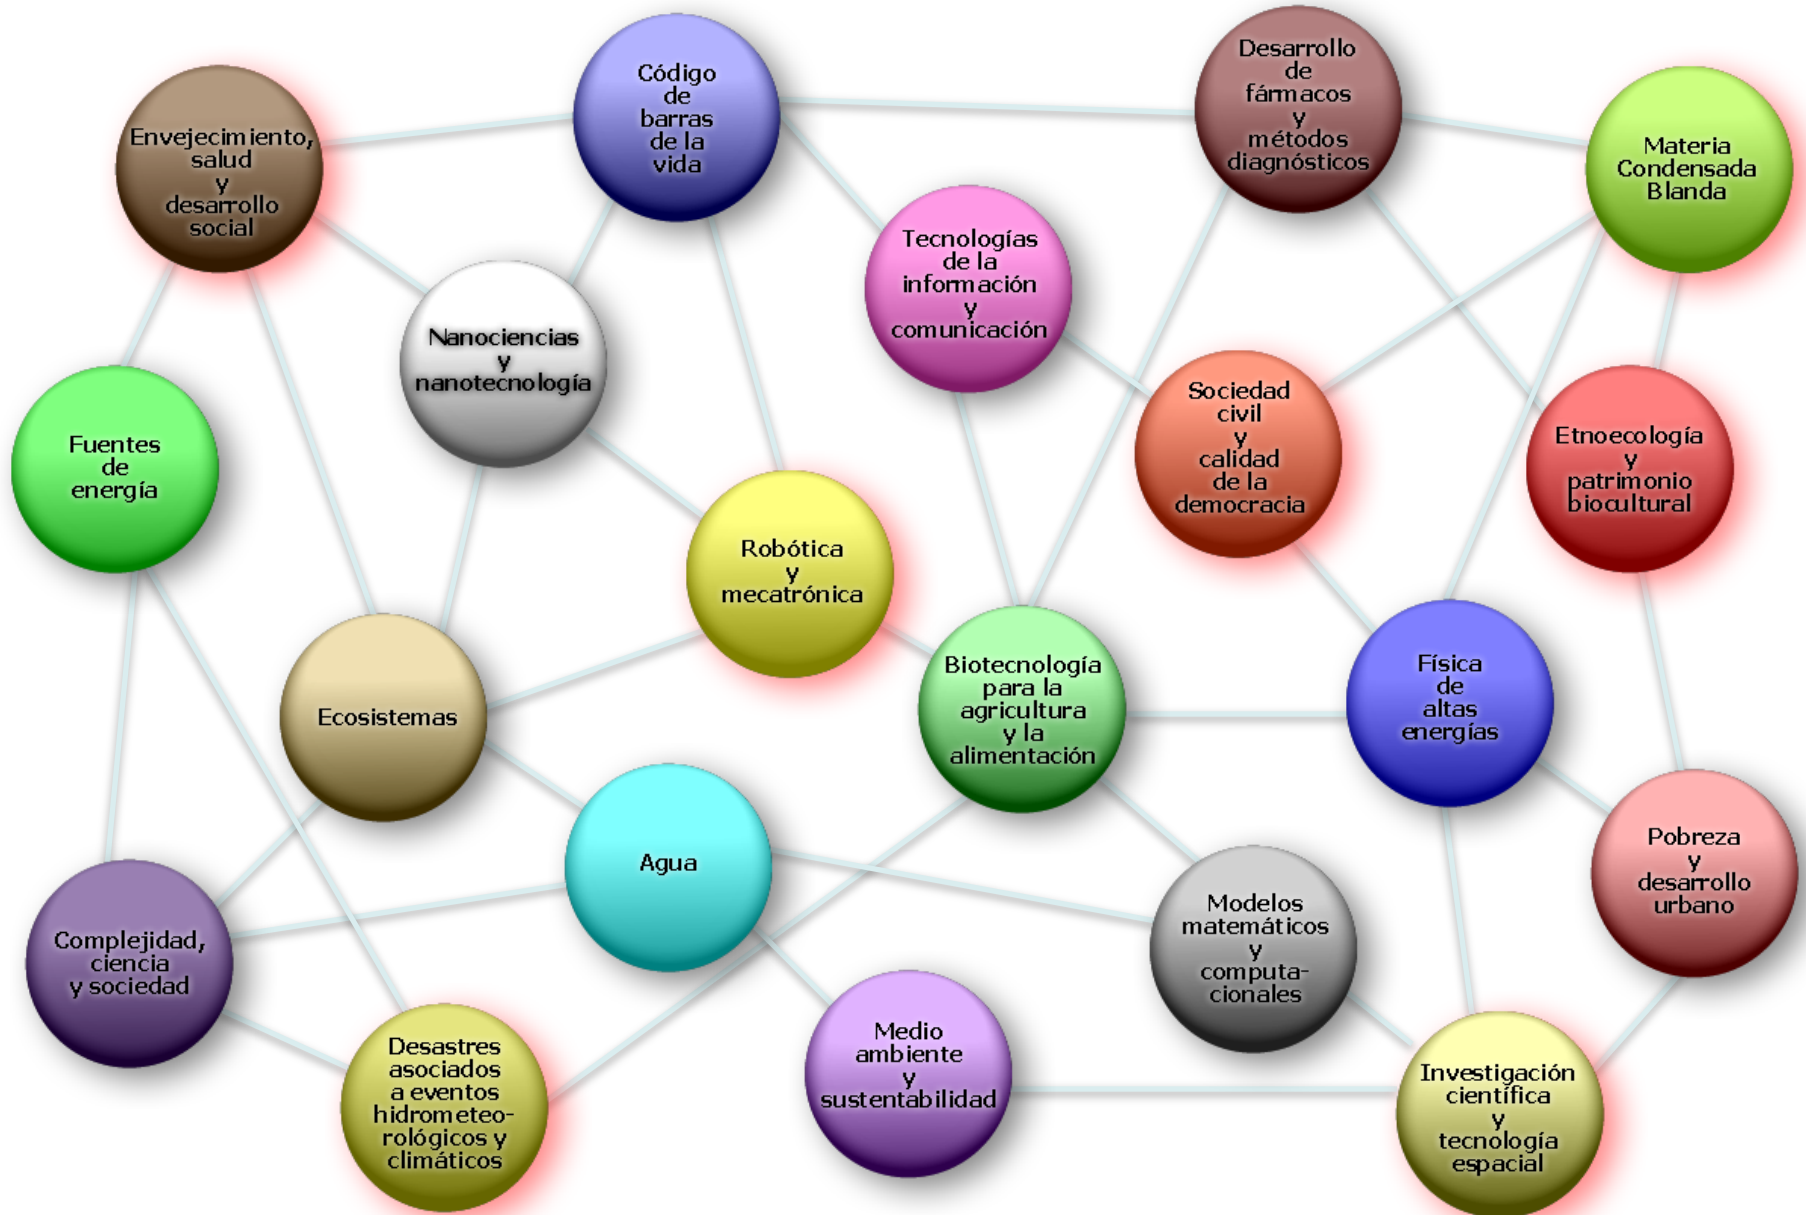 Código
de
barras
de la
vida
Desarrollo
de
fármacos
y
métodos
diagnósticos
Envejecimiento,
salud
y
desarrollo
social
Materia
Condensada
Blanda
Tecnologías
de la
información
y
comunicación
Nanociencias
y
nanotecnología
Sociedad
civil
y
calidad
de la
democracia
Etnoecología
y
patrimonio
biocultural
Fuentes
de
energía
Robótica
y
mecatrónica
Biotecnología
para la
agricultura
y la
alimentación
Física
de
altas
energías
Ecosistemas
Agua
Pobreza
y
desarrollo
urbano
Modelos
matemáticos
y
computa-
cionales
Complejidad,
ciencia
y sociedad
Medio
ambiente
y
sustentabilidad
Desastres
asociados
a eventos
hidrometeo-
rológicos y
climáticos
Investigación
científica
y
tecnología
espacial